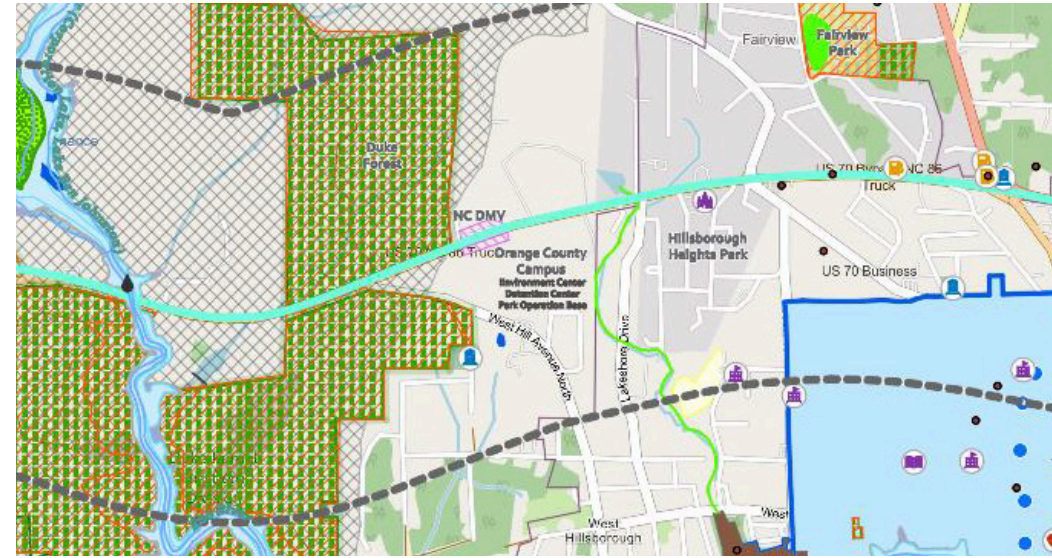 Fairview
Fairview
Park
Duke
Forest
US 70 Byp
NC 86
Truck
NC DMV
Orange County
Campus
Environment Center
Detention Center
Park Operation Base
Hillsborough
Heights Park
US 70 Business
West Hill Avenue North
Lakeshore Drive
West
Hillsborough
West